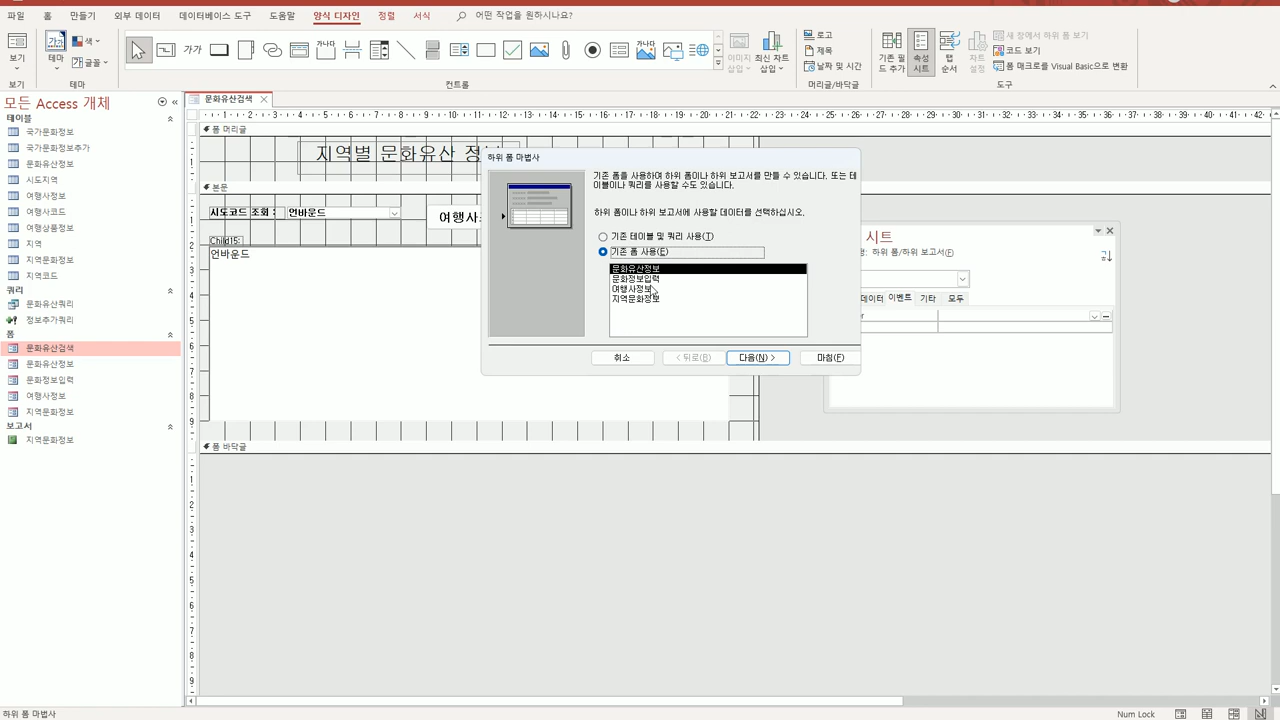 파일 홈 만들기 외부 데이터 데이터베이스 도구 도움말 양식 디자인 정렬 서식 어떤 작업을 원하시나요?
보기 테마 색 글꼴 가가 가나다 이미지 삽입 최신 차트 삽입 로고 제목 날짜 및 시간 기존 필드 추가 속성 시트 탭 순서 차트 설정 새 창에서 하위 폼 보기 코드 보기 폼 매크로를 Visual Basic으로 변환
보기 테마 컨트롤 머리글/바닥글 도구
모든 Access 개체
테이블
국가문화정보
국가문화정보추가
문화유산정보
시도지역
여행사정보
여행사코드
여행상품정보
지역
지역문화정보
지역코드
쿼리
문화유산쿼리
정보추가쿼리
폼
문화유산검색
문화유산정보
문화정보입력
여행사정보
지역문화정보
보고서
지역문화정보
문화유산검색
폼 머리글
지역별 문화유산 정보
본문
시도코드 조회 : 언바운드
여행사
Child15:
언바운드
폼 바닥글
하위 폼 마법사
기존 폼을 사용하여 하위 폼이나 하위 보고서를 만들 수 있습니다. 또는 테
이블이나 쿼리를 사용할 수도 있습니다.
하위 폼이나 하위 보고서에 사용할 데이터를 선택하십시오.
기존 테이블 및 쿼리 사용(T)
기존 폼 사용(E)
문화유산정보
문화정보입력
여행사정보
지역문화정보
취소 < 뒤로(B) 다음(N) > 마침(F)
시트
하위 폼/하위 보고서(F)
데이터 이벤트 기타 모두
하위 폼 마법사
Num Lock